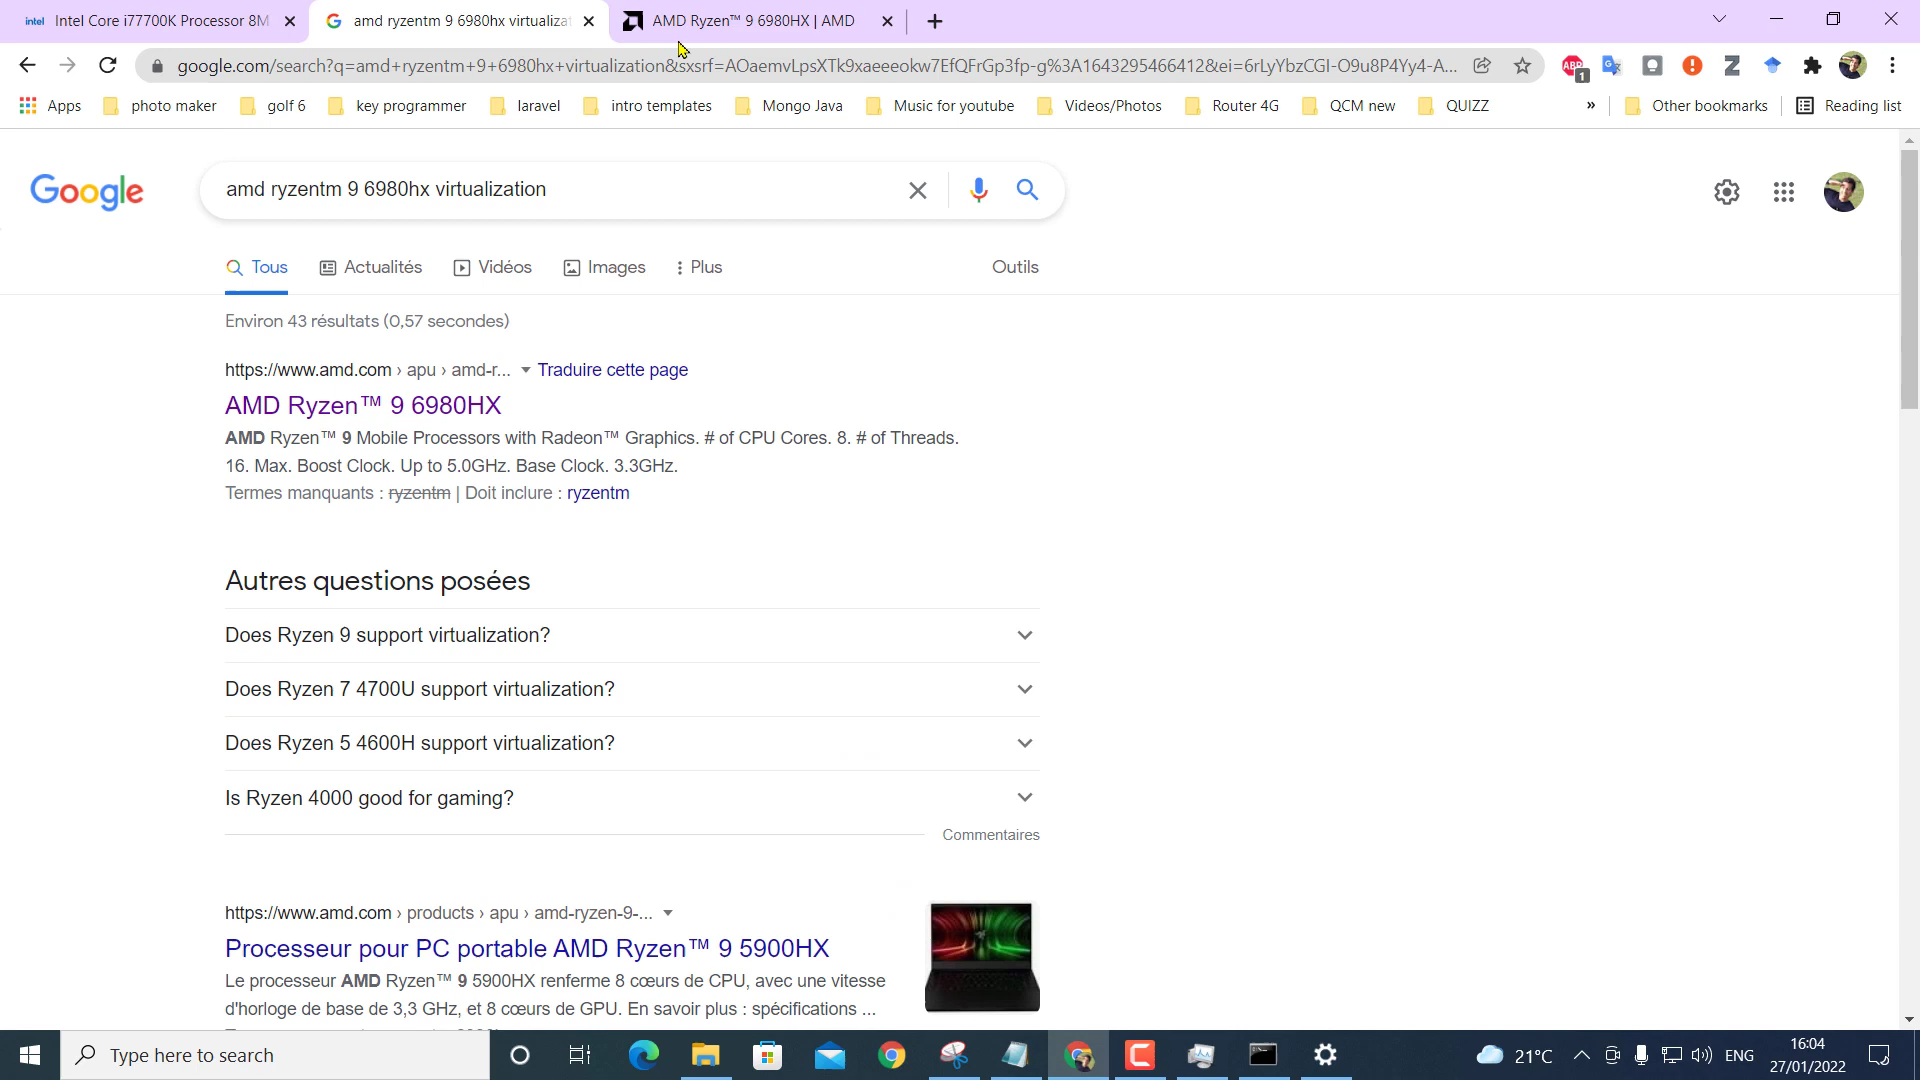 intel Intel Core i77700K Processor 8M
amd ryzentm 9 6980hx virtualizat
AMD Ryzen™ 9 6980HX | AMD
google.com/search?q=amd+ryzentm+9+6980hx+virtualization&sxsrf=AOaemvLpsXTk9xaeeeokw7EfQFrGp3fp-g%3A1643295466412&ei=6rLyYbzCGI-O9u8P4Yy4-A...
ABP 1
Apps
photo maker
golf 6
key programmer
laravel
intro templates
Mongo Java
Music for youtube
Videos/Photos
Router 4G
QCM new
QUIZZ
»
Other bookmarks
Reading list
Google
amd ryzentm 9 6980hx virtualization
Tous
Actualités
Vidéos
Images
Plus
Outils
Environ 43 résultats (0,57 secondes)
https://www.amd.com › apu › amd-r... Traduire cette page
AMD Ryzen™ 9 6980HX
AMD Ryzen™ 9 Mobile Processors with Radeon™ Graphics. # of CPU Cores. 8. # of Threads.
16. Max. Boost Clock. Up to 5.0GHz. Base Clock. 3.3GHz.
Termes manquants : ryzentm | Doit inclure : ryzentm
Autres questions posées
Does Ryzen 9 support virtualization?
Does Ryzen 7 4700U support virtualization?
Does Ryzen 5 4600H support virtualization?
Is Ryzen 4000 good for gaming?
Commentaires
https://www.amd.com › products › apu › amd-ryzen-9-...
Processeur pour PC portable AMD Ryzen™ 9 5900HX
Le processeur AMD Ryzen™ 9 5900HX renferme 8 cœurs de CPU, avec une vitesse
d'horloge de base de 3,3 GHz, et 8 cœurs de GPU. En savoir plus : spécifications ...
Type here to search
21°C
ENG
16:04
27/01/2022